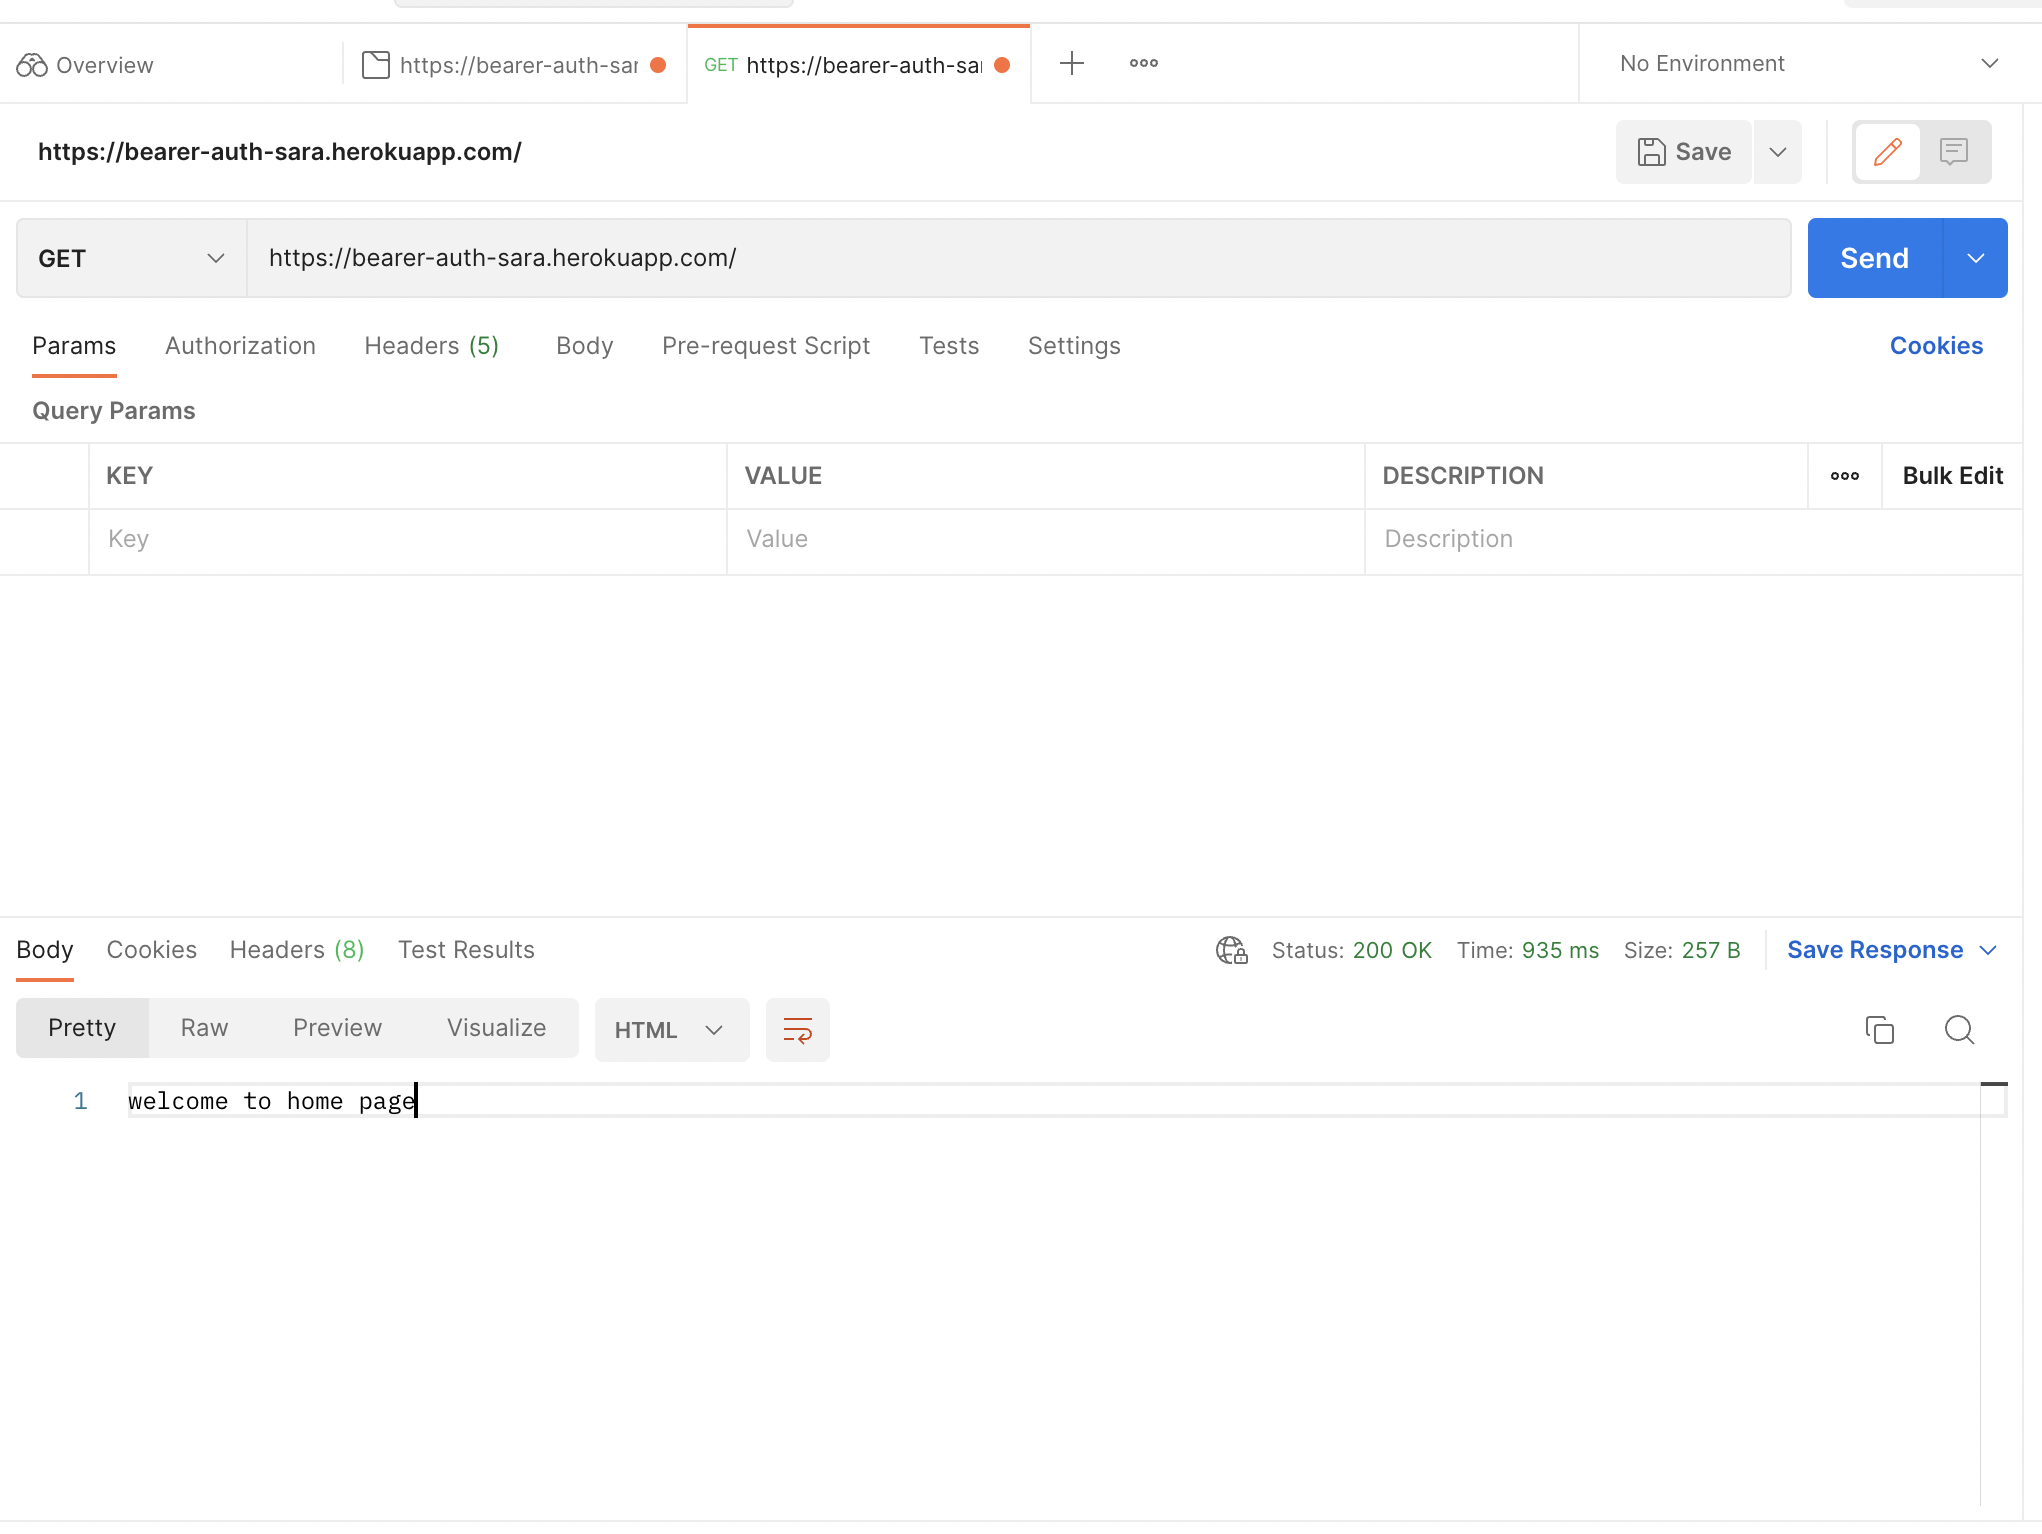 Overview
https://bearer-auth-sar
GET https://bearer-auth-sa
No Environment
https://bearer-auth-sara.herokuapp.com/
Save
GET
https://bearer-auth-sara.herokuapp.com/
Send
Params Authorization Headers (5) Body Pre-request Script Tests Settings Cookies
Query Params
KEY VALUE DESCRIPTION Bulk Edit
Key Value Description
Body Cookies Headers (8) Test Results Status: 200 OK Time: 935 ms Size: 257 B Save Response
Pretty Raw Preview Visualize HTML
1 welcome to home page